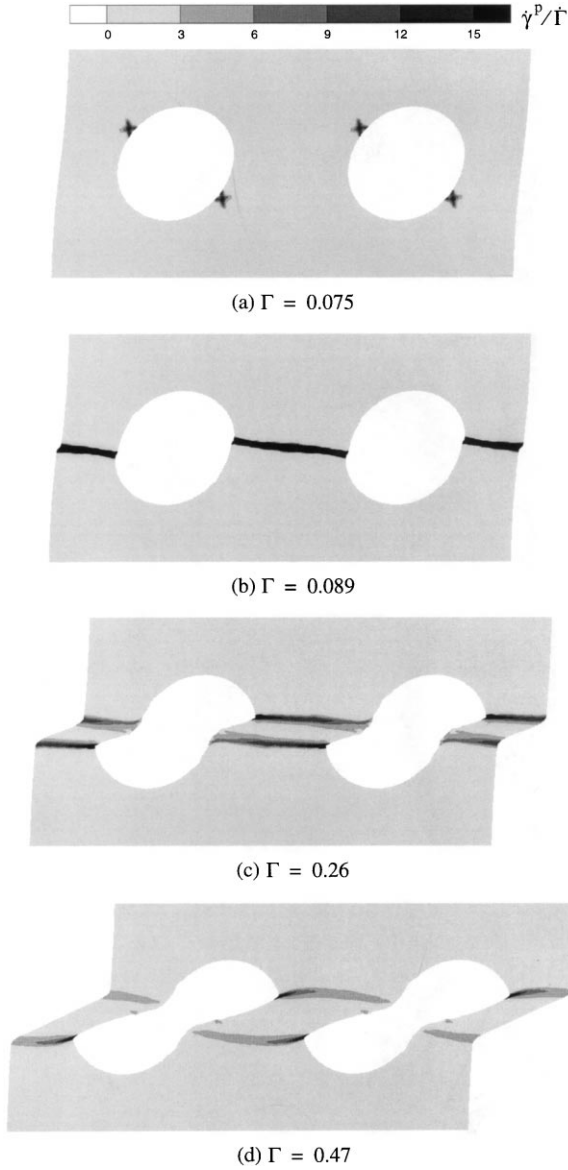 γ̇ᵖ/Γ̇
0 3 6 9 12 15
(a) Γ = 0.075
(b) Γ = 0.089
(c) Γ = 0.26
(d) Γ = 0.47